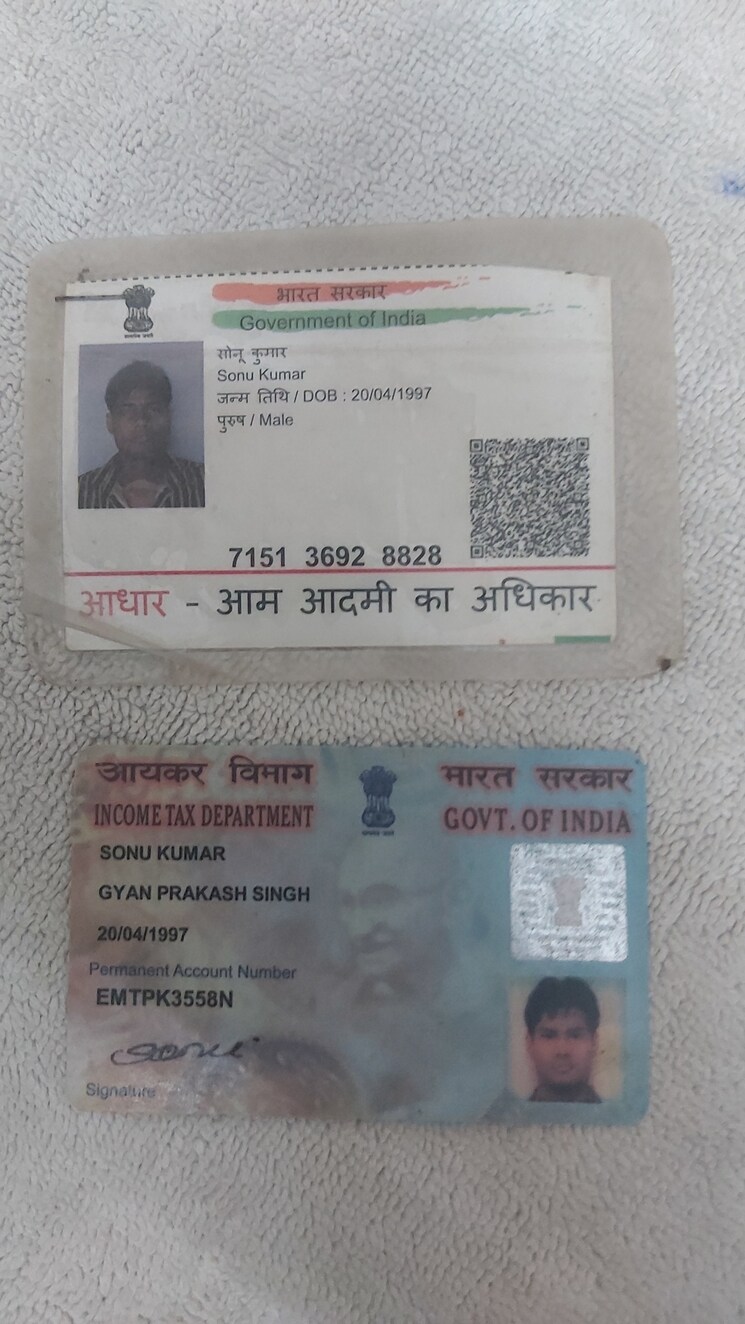 भारत सरकार
Government of India
सोनू कुमार
Sonu Kumar
जन्म तिथि / DOB : 20/04/1997
पुरुष / Male
7151 3692 8828
आधार - आम आदमी का अधिकार
आयकर विभाग भारत सरकार
INCOME TAX DEPARTMENT GOVT. OF INDIA
SONU KUMAR
GYAN PRAKASH SINGH
20/04/1997
Permanent Account Number
EMTPK3558N
Sonu
Signature